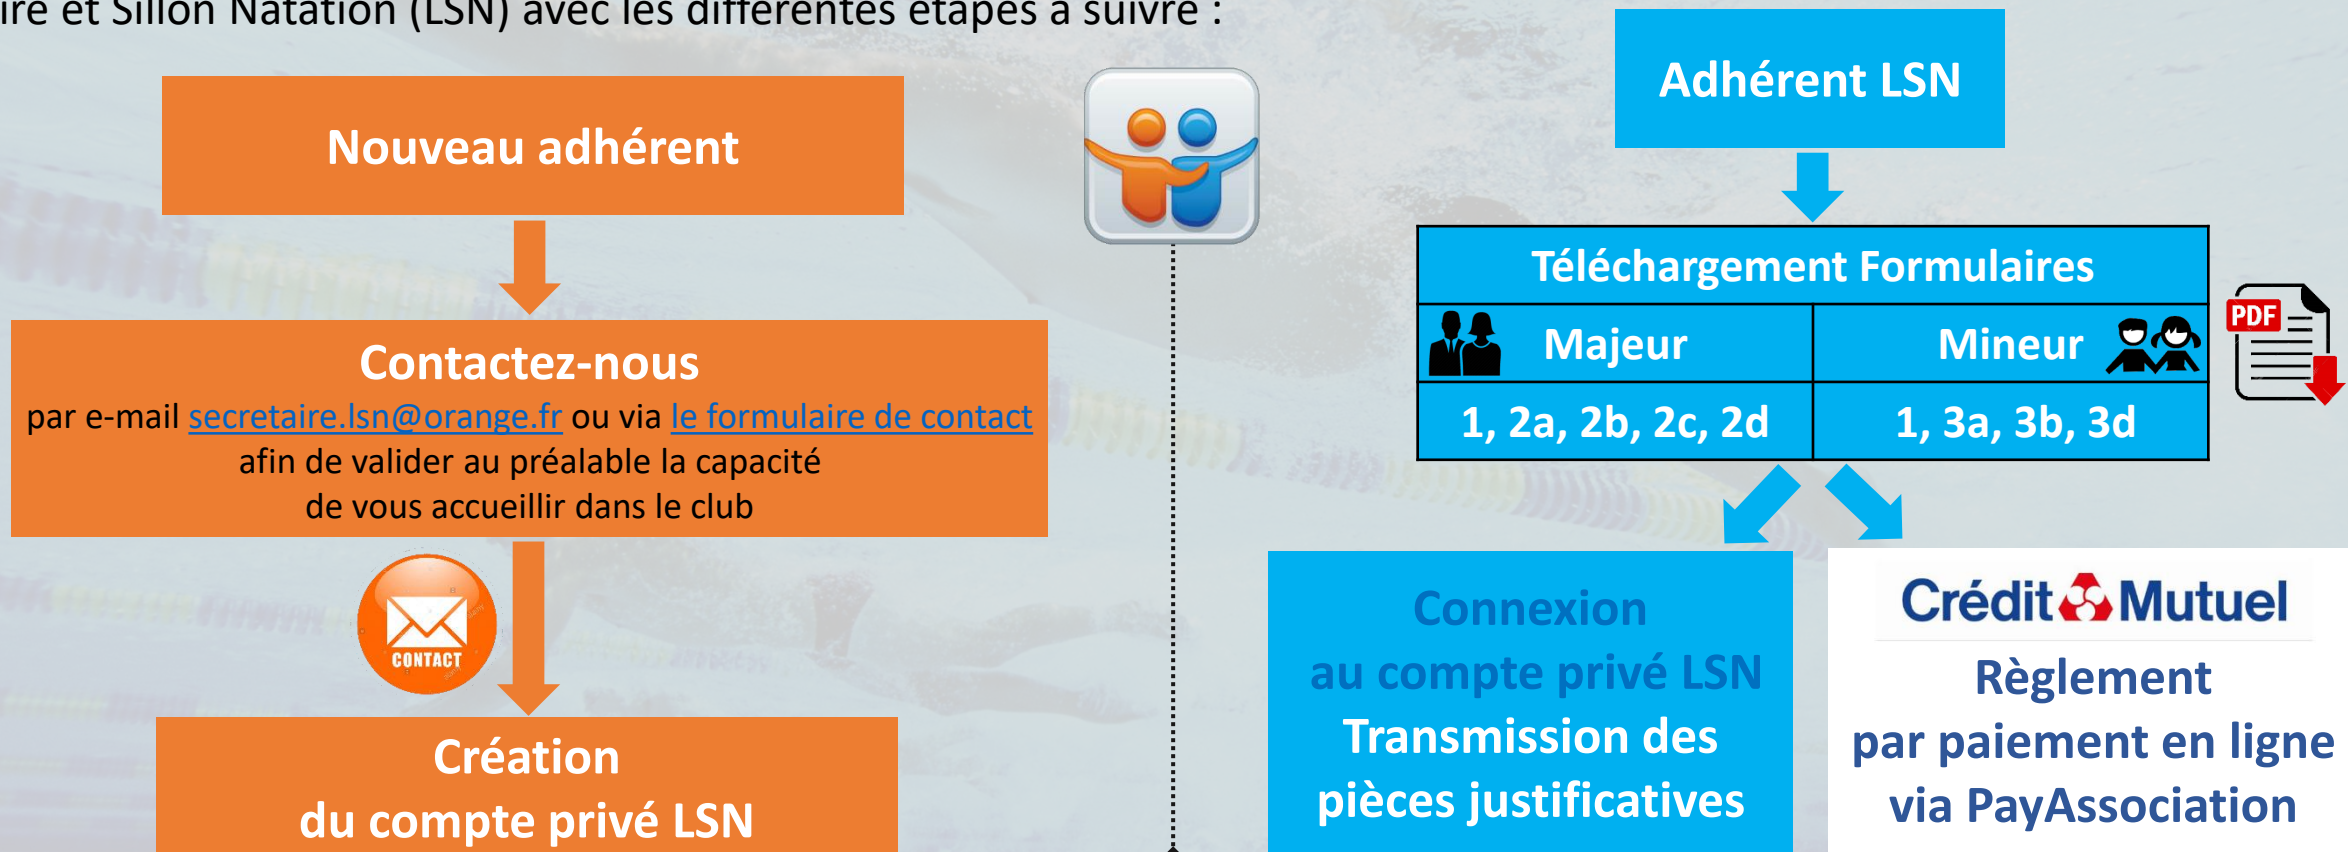 ire et Sillon Natation (LSN) avec les différentes étapes à suivre :
Nouveau adhérent
Contactez-nous
par e-mail secretaire.lsn@orange.fr ou via le formulaire de contact
afin de valider au préalable la capacité
de vous accueillir dans le club
CONTACT
Création
du compte privé LSN
Adhérent LSN
Téléchargement Formulaires
Majeur
Mineur
1, 2a, 2b, 2c, 2d
1, 3a, 3b, 3d
PDF
Connexion
au compte privé LSN
Transmission des
pièces justificatives
Crédit Mutuel
Règlement
par paiement en ligne
via PayAssociation